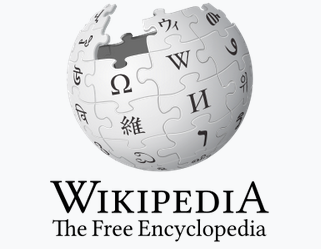 ウィ
Ω W
維 И
WIKIPEDIA
The Free Encyclopedia